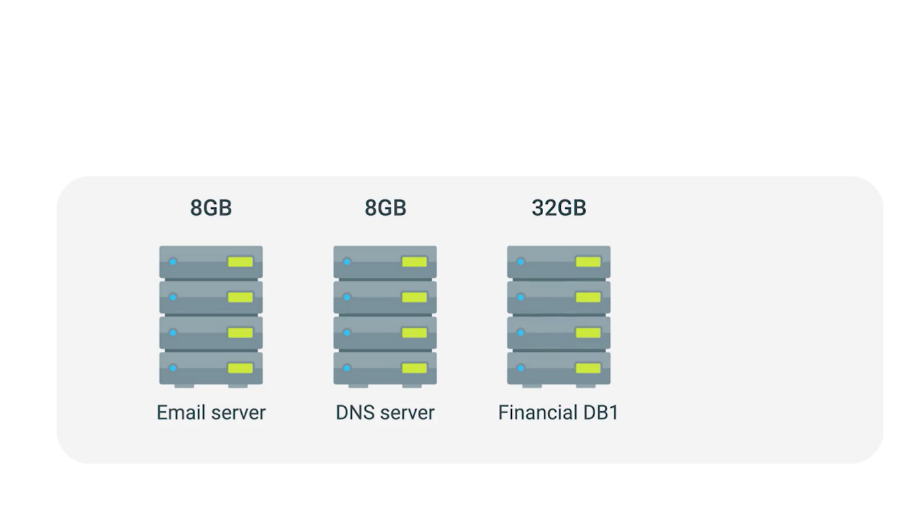 8GB 8GB 32GB
Email server DNS server Financial DB1